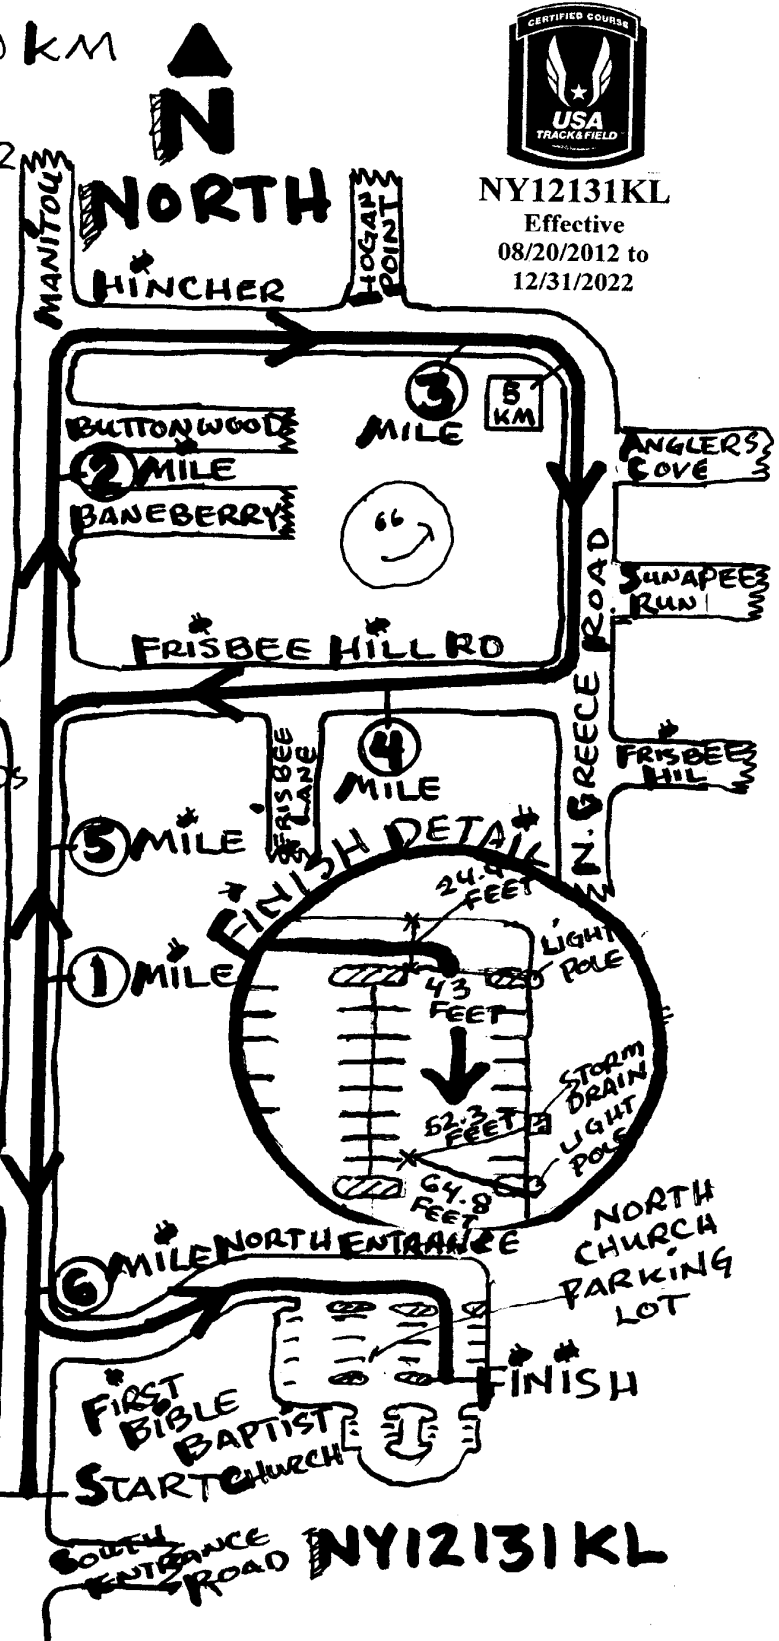 KM
CERTIFIED COURSE
USA
TRACK & FIELD
NY12131KL
Effective
08/20/2012 to
12/31/2022
N
NORTH
MANITOU
HOGAN
POINT
HINCHER
3
MILE
5
KM
BUTTONWOOD
2 MILE
BANEBERRY
ANGLERS
COVE
66
SUNAPEE
RUN
FRISBEE HILL RD
N. GREECE ROAD
FRISBEE
LANE
4
MILE
FRISBEE
HIL
5 MILE
FINISH DETAIL
24.4
FEET
LIGHT
POLE
1 MILE
43
FEET
STORM
DRAIN
52.3
FEET
LIGHT
POLE
64.8
FEET
6 MILE
NORTH ENTRANCE
NORTH
CHURCH
PARKING
LOT
FINISH
FIRST
BIBLE
BAPTIST
CHURCH
START
SOUTH
ENTRANCE
ROAD
NY12131KL